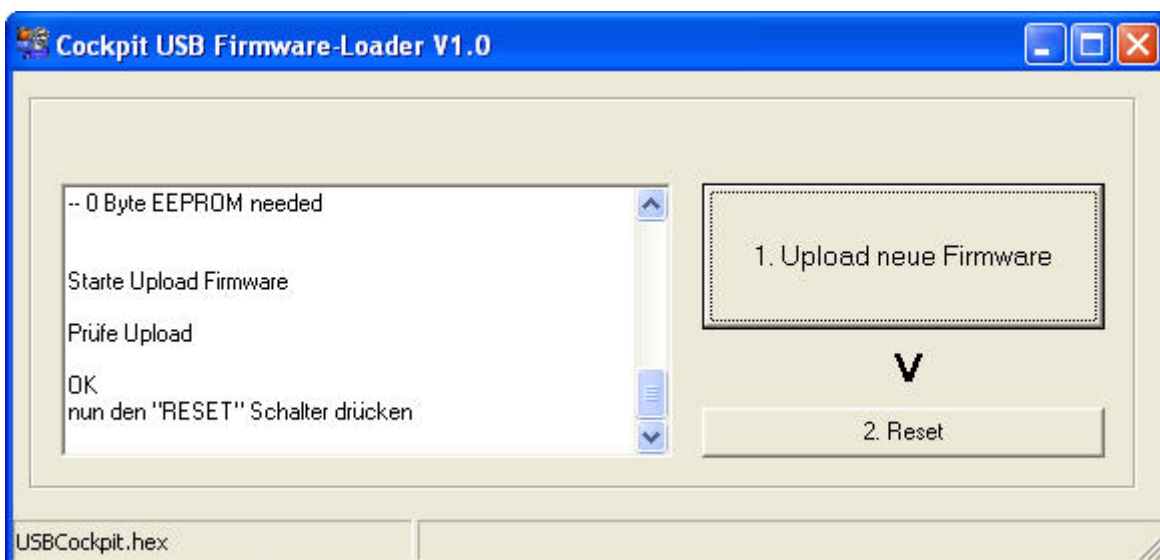 Cockpit USB Firmware-Loader V1.0
-- 0 Byte EEPROM needed
Starte Upload Firmware
Prüfe Upload
OK
nun den "RESET" Schalter drücken
1. Upload neue Firmware
V
2. Reset
USBCockpit.hex